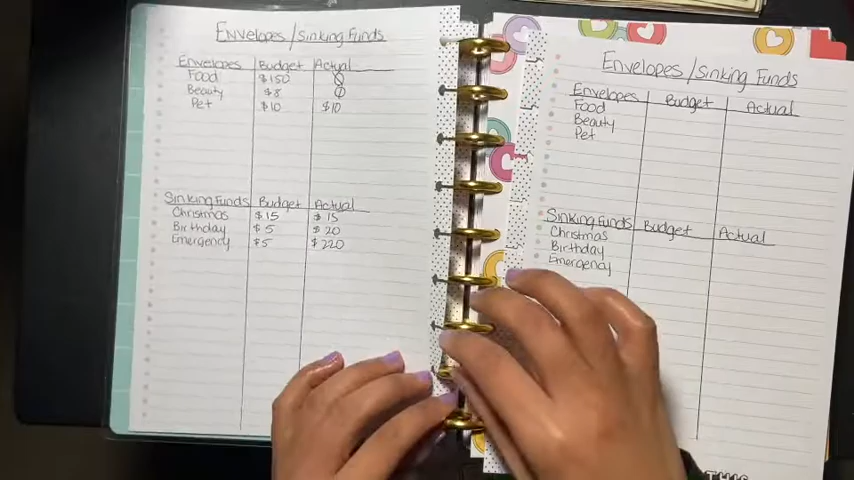 Envelopes/Sinking Funds
Envelopes Budget Actual
Food $150 0
Beauty $8 0
Pet $10 $10
Sinking Funds Budget Actual
Christmas $15 $15
Birthday $5 $20
Emergency $5 $220
Envelopes/Sinking Funds
Envelopes Budget Actual
Food
Beauty
Pet
Sinking Funds Budget Actual
Christmas
Birthday
Emergency